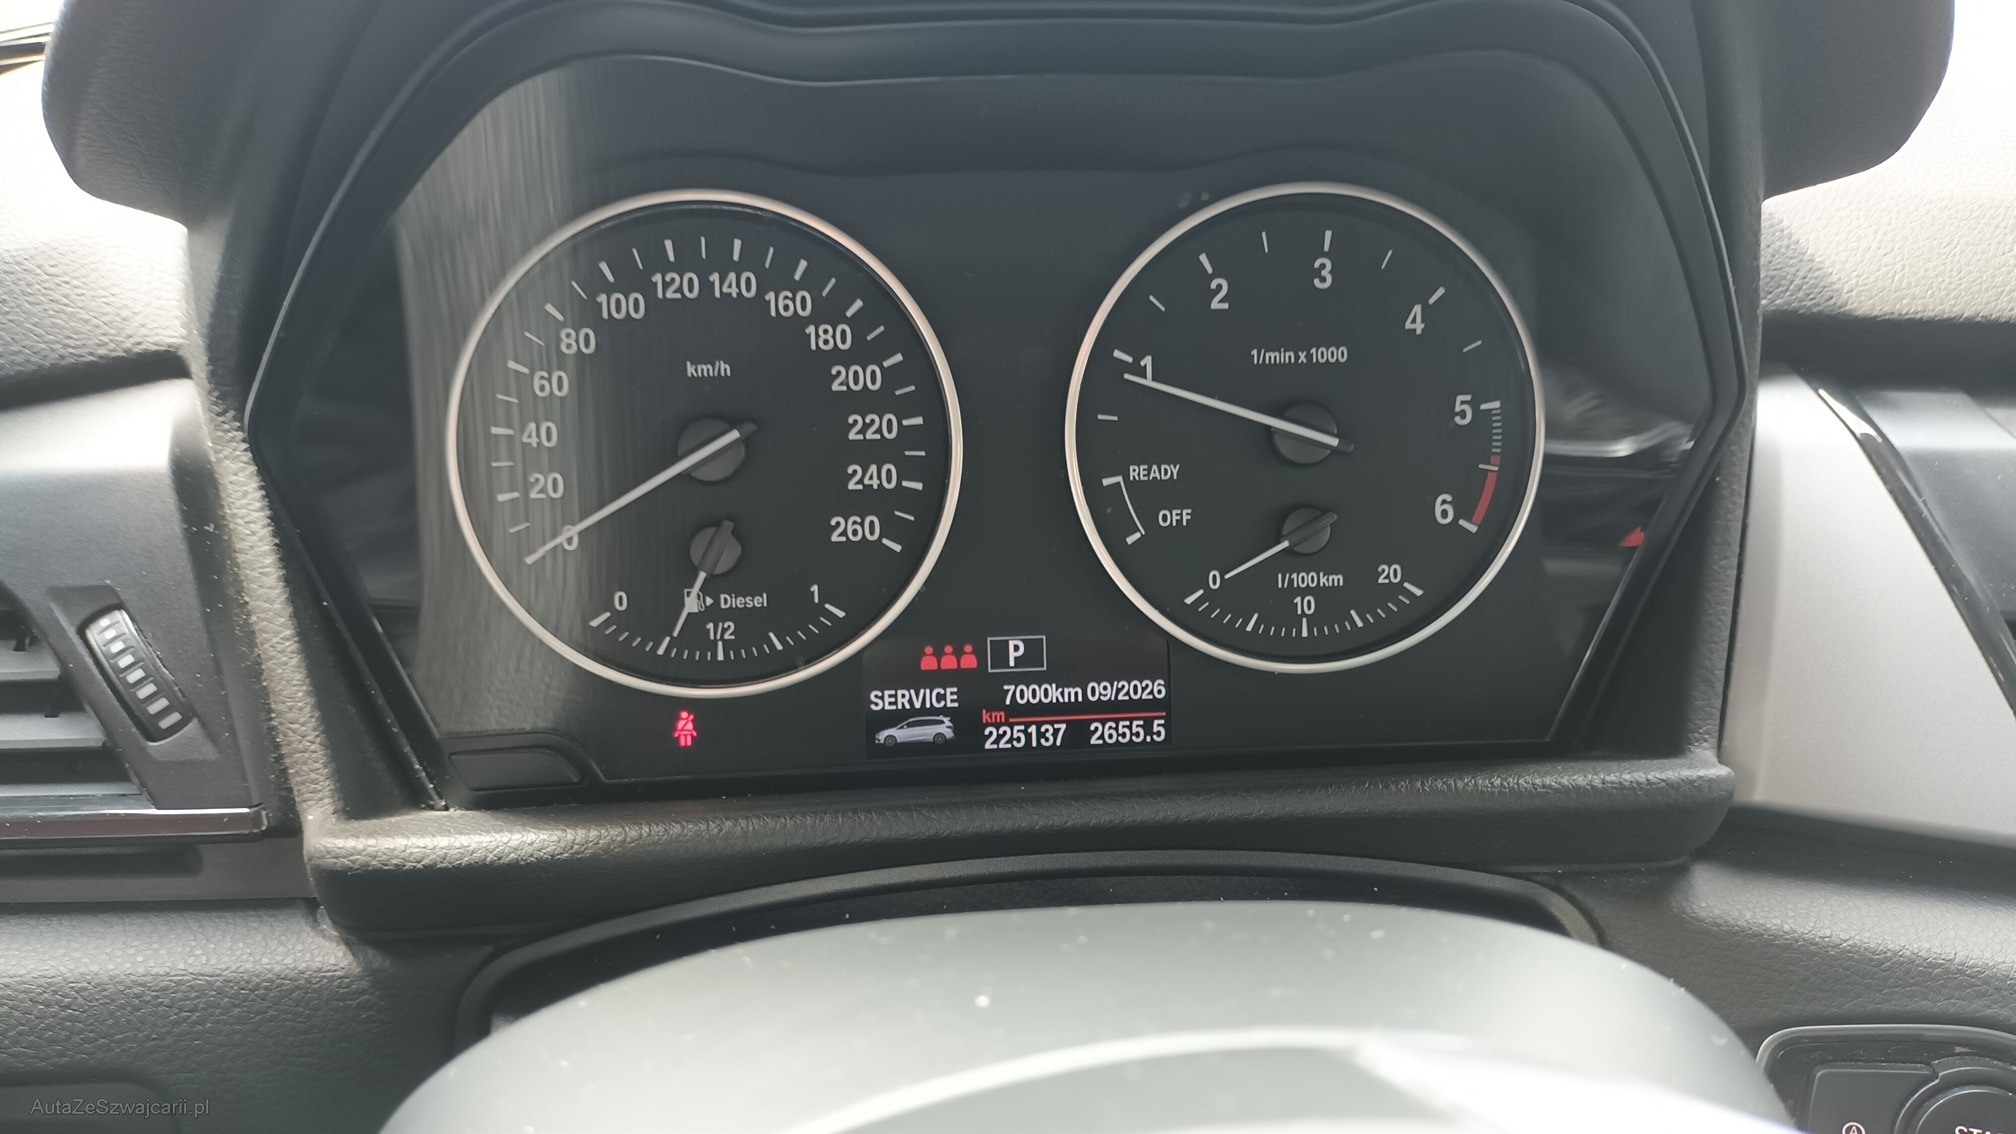 0
20
40
60
80
100
120
140
160
180
200
220
240
260
km/h
0
Diesel
1/2
1
1
2
3
4
5
6
1/min x 1000
READY
OFF
0
l/100km
10
20
P
SERVICE 7000km 09/2026
km
225137 2655.5
AutaZeSzwajcarii.pl
A